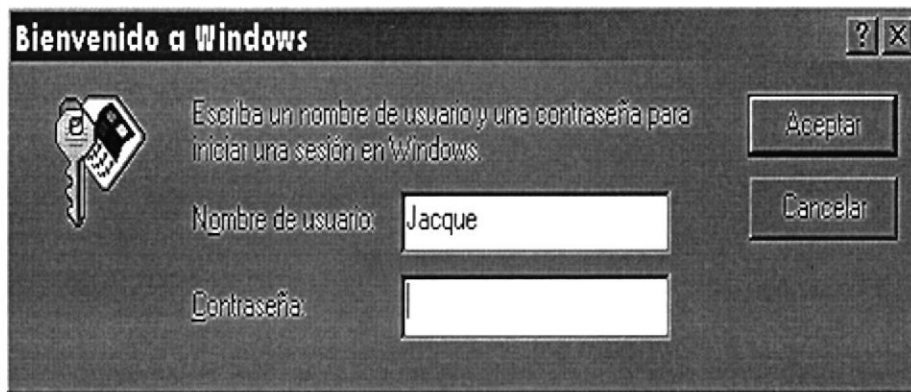 Bienvenido a Windows
Escriba un nombre de usuario y una contraseña para
iniciar una sesión en Windows.
Aceptar
Nombre de usuario: Jacque
Cancelar
Contraseña: